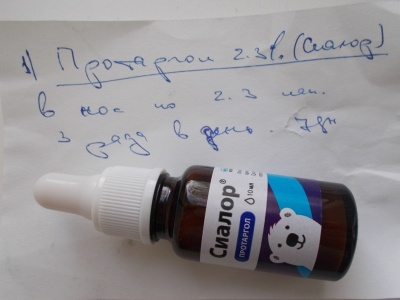 1) Протаргол 2.3%. (Сиалор)
в нос по 2.3 кап.
3 раза в день. 7дн
Сиалор®
ПРОТАРГОЛ
10 мл